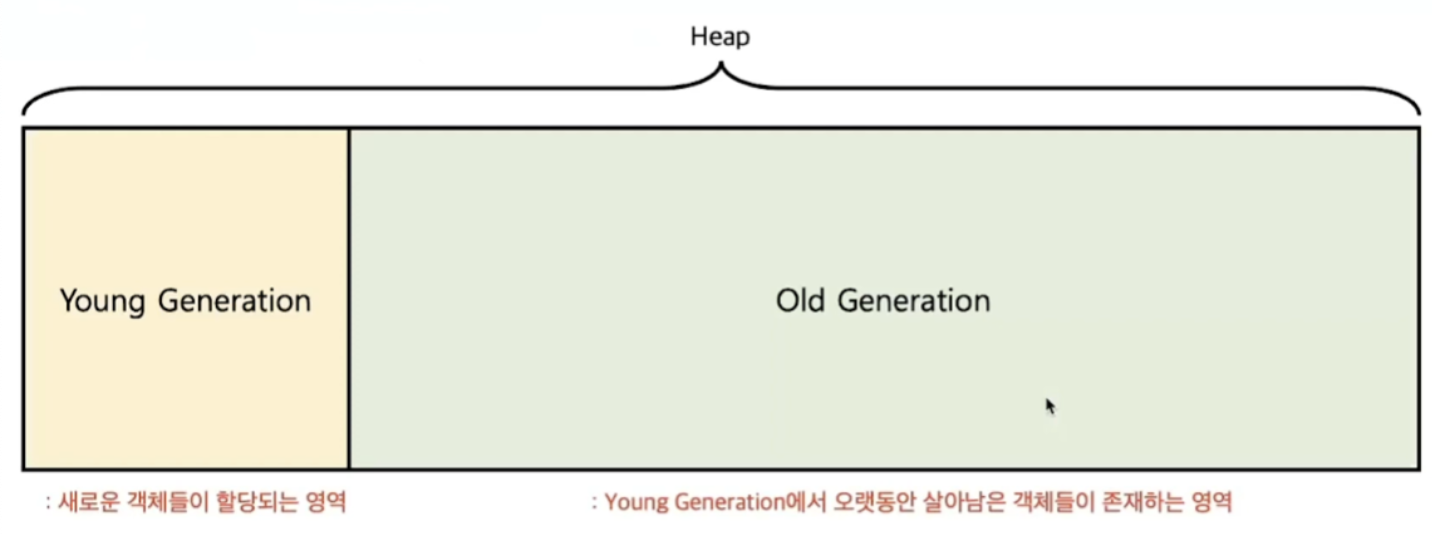 Heap
Young Generation
Old Generation
: 새로운 객체들이 할당되는 영역
: Young Generation에서 오랫동안 살아남은 객체들이 존재하는 영역